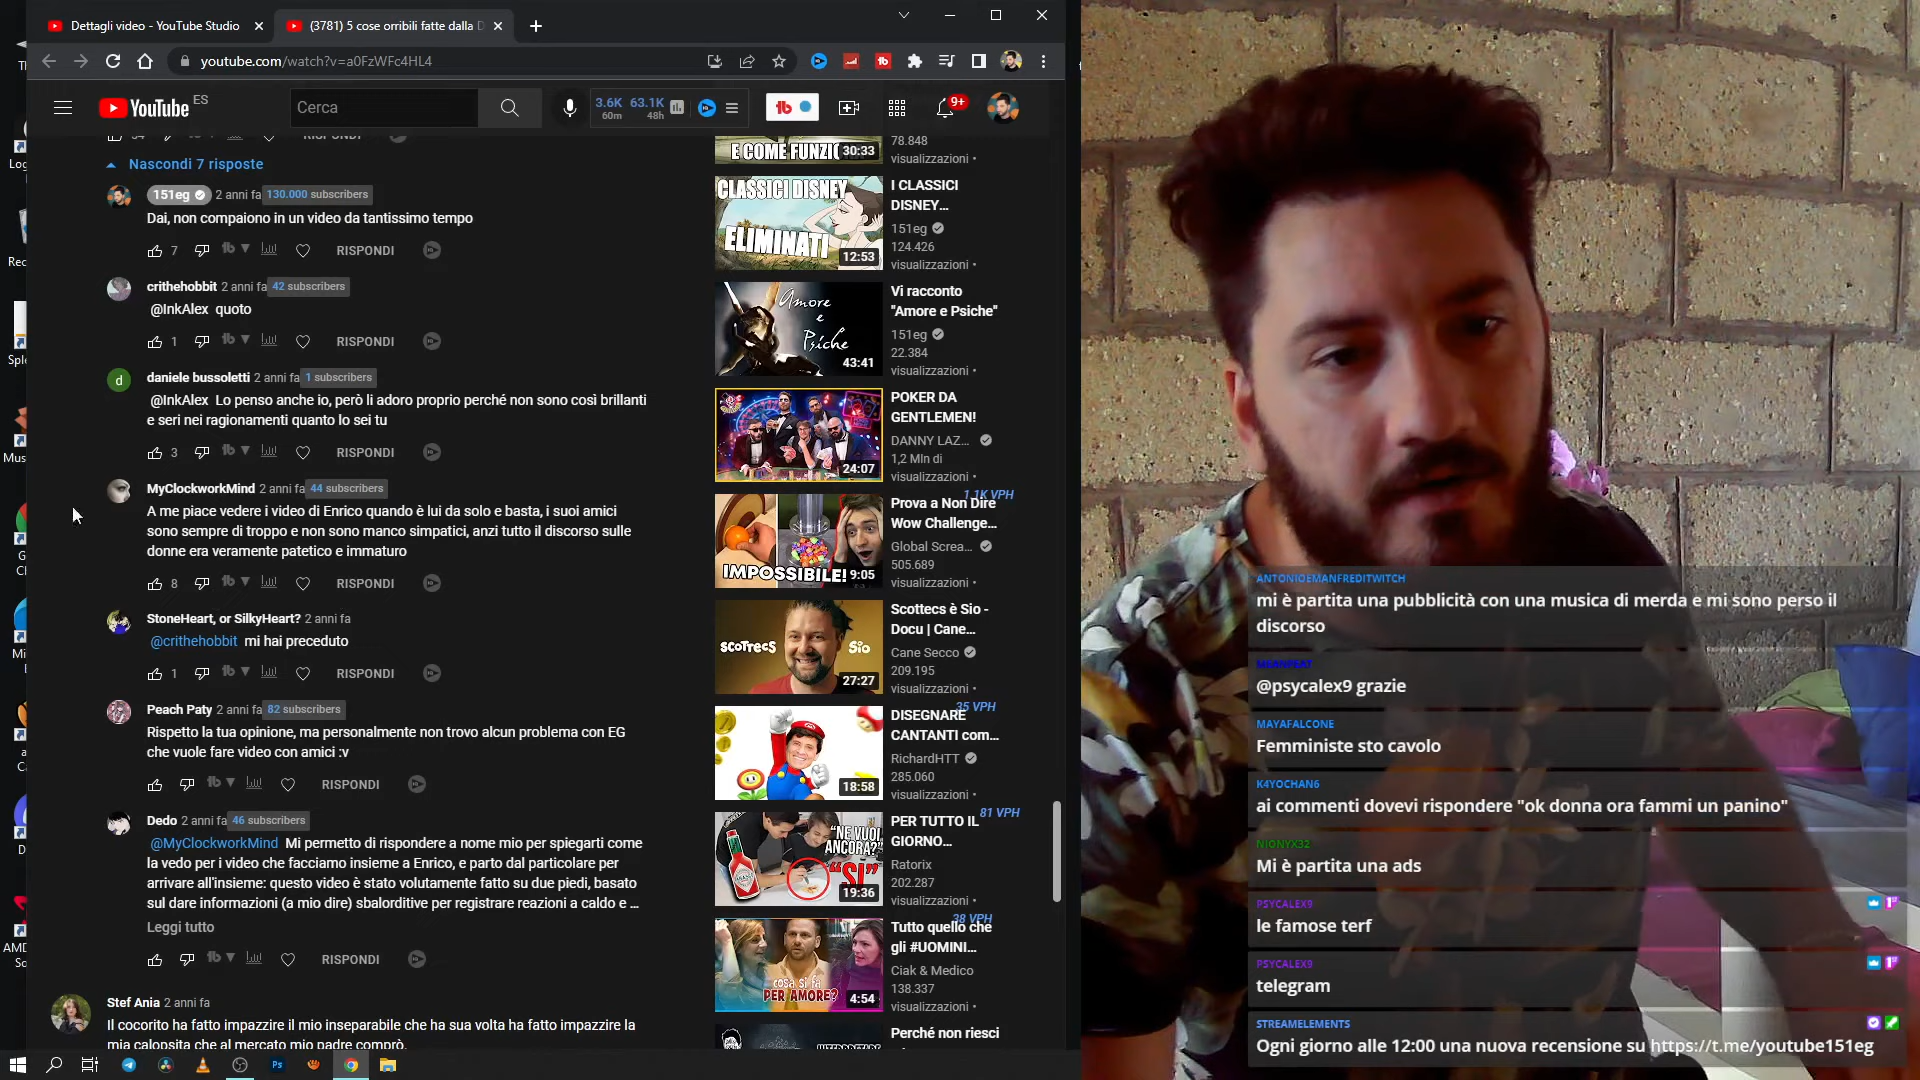 Dettagli video - YouTube Studio
(3781) 5 cose orribili fatte dalla D
youtube.com/watch?v=a0FzWFc4HL4
YouTube ES
Cerca
3.6K 63.1K
60m 48h
9+
RISPONDI
Nascondi 7 risposte
151eg 2 anni fa 130.000 subscribers
Dai, non compaiono in un video da tantissimo tempo
7 RISPONDI
crithehobbit 2 anni fa 42 subscribers
@InkAlex quoto
1 RISPONDI
daniele bussoletti 2 anni fa 1 subscribers
@InkAlex Lo penso anche io, però li adoro proprio perché non sono così brillanti
e seri nei ragionamenti quanto lo sei tu
3 RISPONDI
MyClockworkMind 2 anni fa 44 subscribers
A me piace vedere i video di Enrico quando è lui da solo e basta, i suoi amici
sono sempre di troppo e non sono manco simpatici, anzi tutto il discorso sulle
donne era veramente patetico e immaturo
8 RISPONDI
StoneHeart, or SilkyHeart? 2 anni fa
@crithehobbit mi hai preceduto
1 RISPONDI
Peach Paty 2 anni fa 82 subscribers
Rispetto la tua opinione, ma personalmente non trovo alcun problema con EG
che vuole fare video con amici :v
RISPONDI
Dedo 2 anni fa 46 subscribers
@MyClockworkMind Mi permetto di rispondere a nome mio per spiegarti come
la vedo per i video che facciamo insieme a Enrico, e parto dal particolare per
arrivare all'insieme: questo video è stato volutamente fatto su due piedi, basato
sul dare informazioni (a mio dire) sbalorditive per registrare reazioni a caldo e ...
Leggi tutto
RISPONDI
Stef Ania 2 anni fa
Il cocorito ha fatto impazzire il mio inseparabile che ha sua volta ha fatto impazzire la
mia calopsita che al mercato mio padre comprò.
E COME FUNZIO
30:33
78.848
visualizzazioni •
CLASSICI DISNEY
ELIMINATI
12:53
I CLASSICI
DISNEY...
151eg
124.426
visualizzazioni •
Amore
e
Psiche
43:41
Vi racconto
"Amore e Psiche"
151eg
22.384
visualizzazioni •
24:07
POKER DA
GENTLEMEN!
DANNY LAZ...
1,2 Mln di
visualizzazioni •
1.1K VPH
IMPOSSIBILE!
9:05
Prova a Non Dire
Wow Challenge...
Global Screa...
505.689
visualizzazioni •
SCOTTECS
Sio
27:27
Scottecs è Sio -
Docu | Cane...
Cane Secco
209.195
visualizzazioni •
35 VPH
18:58
DISEGNARE
CANTANTI com...
RichardHTT
285.060
visualizzazioni •
81 VPH
"NE VUOI
ANCORA?"
"SI"
19:36
PER TUTTO IL
GIORNO...
Ratorix
202.287
visualizzazioni •
38 VPH
COSA SI FA
PER AMORE?
4:54
Tutto quello che
gli #UOMINI...
Ciak & Medico
138.337
visualizzazioni •
Perché non riesci
ANTONIOEMANFREDITWITCH
mi è partita una pubblicità con una musica di merda e mi sono perso il
discorso
@psycalex9 grazie
MAYAFALCONE
Femministe sto cavolo
K4YOCHAN6
ai commenti dovevi rispondere "ok donna ora fammi un panino"
NIONYX32
Mi è partita una ads
PSYCALEX9
le famose terf
PSYCALEX9
telegram
STREAMELEMENTS
Ogni giorno alle 12:00 una nuova recensione su https://t.me/youtube151eg